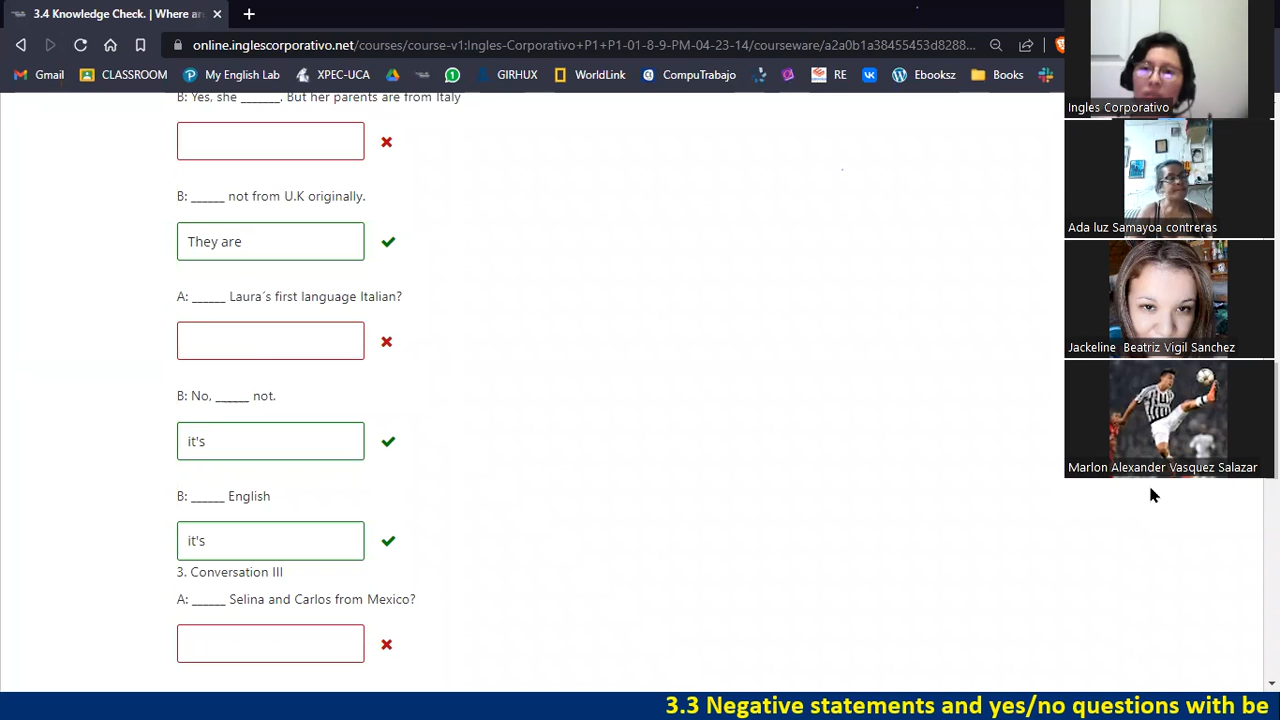 3.4 Knowledge Check. | Where ar
online.inglescorporativo.net/courses/course-v1:Ingles-Corporativo+P1+P1-01-8-9-PM-04-23-14/courseware/a2a0b1a38455453d8288...
Gmail CLASSROOM My English Lab XPEC-UCA GIRHUX WorldLink CompuTrabajo RE Ebooksz Books
B: Yes, she _______. But her parents are from Italy
B: ______ not from U.K originally.
They are
A: ______ Laura´s first language Italian?
B: No, ______ not.
it's
B: ______ English
it's
3. Conversation III
A: ______ Selina and Carlos from Mexico?
Ingles Corporativo
Ada luz Samayoa contreras
Jackeline Beatriz Vigil Sanchez
Marlon Alexander Vasquez Salazar
3.3 Negative statements and yes/no questions with be